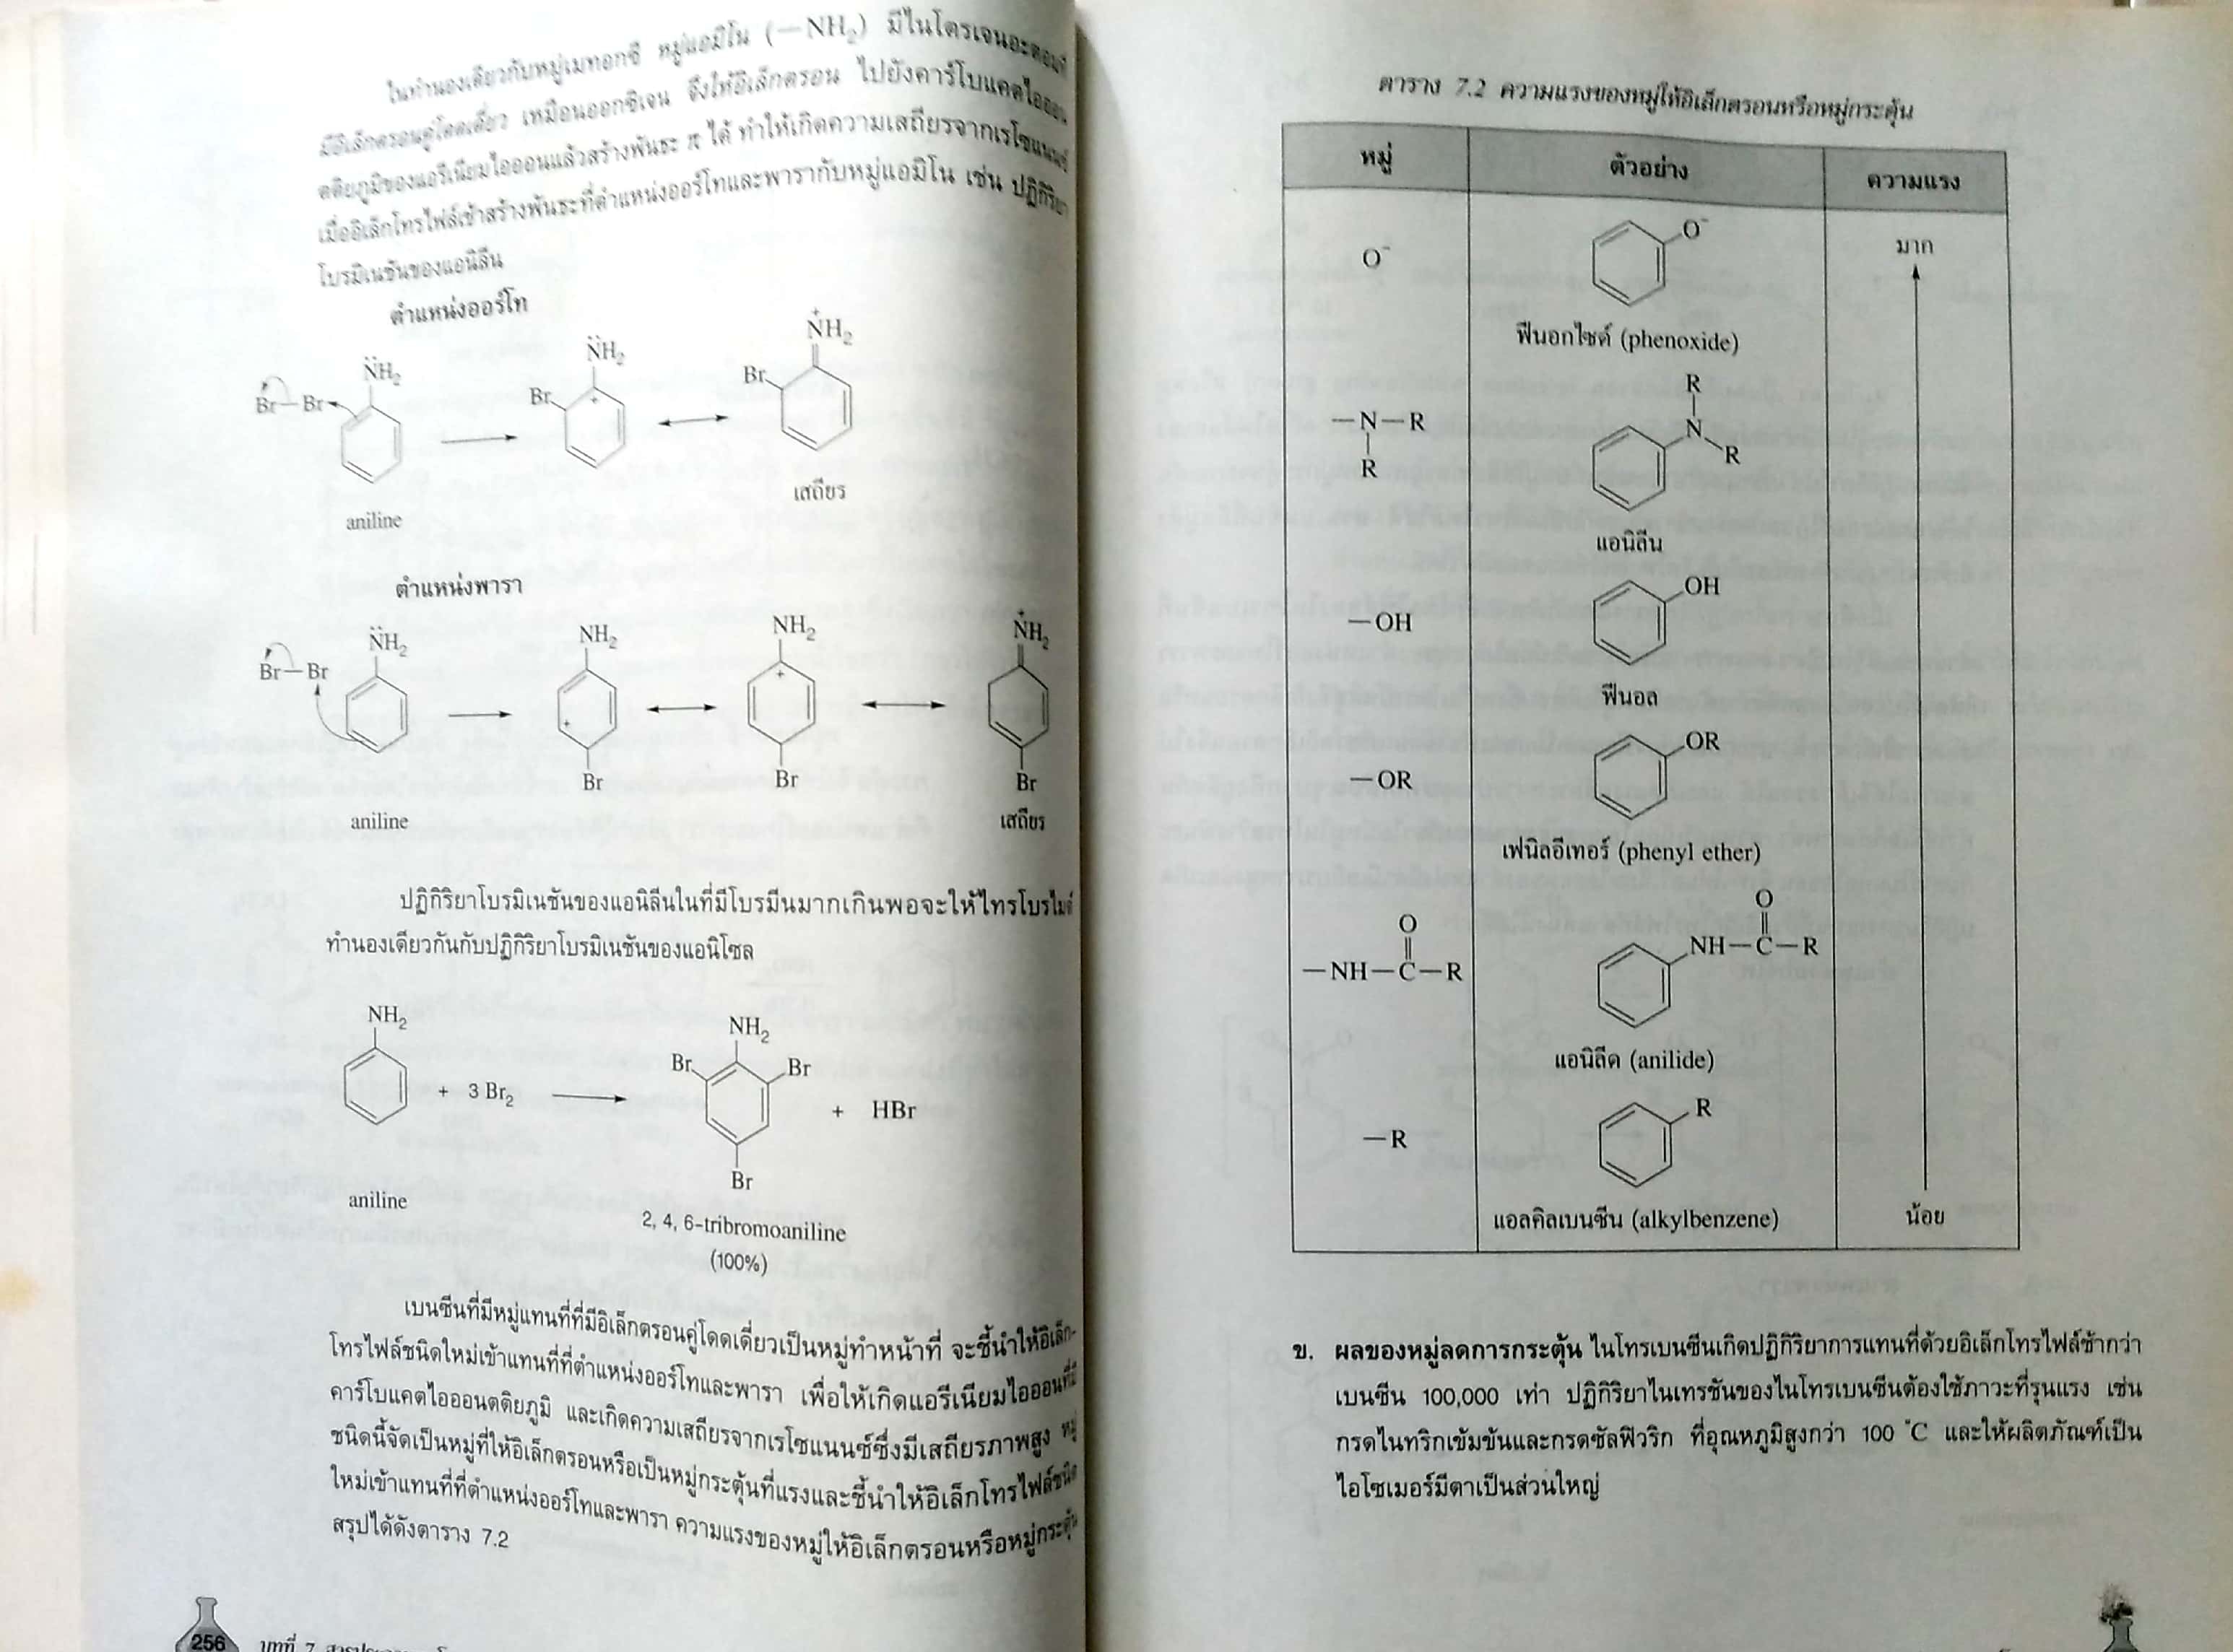 ในทำนองเดียวกับหมู่เมทอกซี หมู่แอมิโน (—NH₂) มีไนโตรเจนอะตอมที่
มีอิเล็กตรอนคู่โดดเดี่ยว เหมือนออกซิเจน จึงให้อิเล็กตรอน ไปยังคาร์โบแคตไอออน
ตติยภูมิของแอรีเนียมไอออนแล้วสร้างพันธะ π ได้ ทำให้เกิดความเสถียรจากเรโซแนนซ์
เมื่ออิเล็กโทรไฟล์เข้าสร้างพันธะที่ตำแหน่งออร์โทและพารากับหมู่แอมิโน เช่น ปฏิกิริยา
โบรมิเนชันของแอนิลีน
ตำแหน่งออร์โท
Br—Br N̈H₂
Br N̈H₂ +
Br N⁺H₂
เสถียร
aniline
ตำแหน่งพารา
Br—Br N̈H₂
NH₂ + Br
NH₂ + Br
N⁺H₂ Br
aniline
เสถียร
ปฏิกิริยาโบรมิเนชันของแอนิลีนในที่มีโบรมีนมากเกินพอจะให้ไทรโบรไมด์
ทำนองเดียวกันกับปฏิกิริยาโบรมิเนชันของแอนิโซล
NH₂ + 3 Br₂
NH₂ Br Br Br + HBr
aniline
2, 4, 6-tribromoaniline
(100%)
เบนซีนที่มีหมู่แทนที่ที่มีอิเล็กตรอนคู่โดดเดี่ยวเป็นหมู่ทำหน้าที่ จะชี้นำให้อิเล็ก-
โทรไฟล์ชนิดใหม่เข้าแทนที่ที่ตำแหน่งออร์โทและพารา เพื่อให้เกิดแอรีเนียมไอออนที่มี
คาร์โบแคตไอออนตติยภูมิ และเกิดความเสถียรจากเรโซแนนซ์ซึ่งมีเสถียรภาพสูง หมู่
ชนิดนี้จัดเป็นหมู่ที่ให้อิเล็กตรอนหรือเป็นหมู่กระตุ้นที่แรงและชี้นำให้อิเล็กโทรไฟล์ชนิด
ใหม่เข้าแทนที่ที่ตำแหน่งออร์โทและพารา ความแรงของหมู่ให้อิเล็กตรอนหรือหมู่กระตุ้น
สรุปได้ดังตาราง 7.2
256 บทที่ 7
ตาราง 7.2 ความแรงของหมู่ให้อิเล็กตรอนหรือหมู่กระตุ้น
หมู่ ตัวอย่าง ความแรง
O⁻ O⁻ มาก
ฟีนอกไซด์ (phenoxide)
R
—N—R N
R R
แอนิลีน
—OH OH
ฟีนอล
—OR OR
เฟนิลอีเทอร์ (phenyl ether)
O O
—NH—C—R NH—C—R
แอนิลีด (anilide)
—R R
แอลคิลเบนซีน (alkylbenzene) น้อย
ข. ผลของหมู่ลดการกระตุ้น ไนโทรเบนซีนเกิดปฏิกิริยาการแทนที่ด้วยอิเล็กโทรไฟล์ช้ากว่า
เบนซีน 100,000 เท่า ปฏิกิริยาไนเทรชันของไนโทรเบนซีนต้องใช้ภาวะที่รุนแรง เช่น
กรดไนทริกเข้มข้นและกรดซัลฟิวริก ที่อุณหภูมิสูงกว่า 100 °C และให้ผลิตภัณฑ์เป็น
ไอโซเมอร์มีตาเป็นส่วนใหญ่